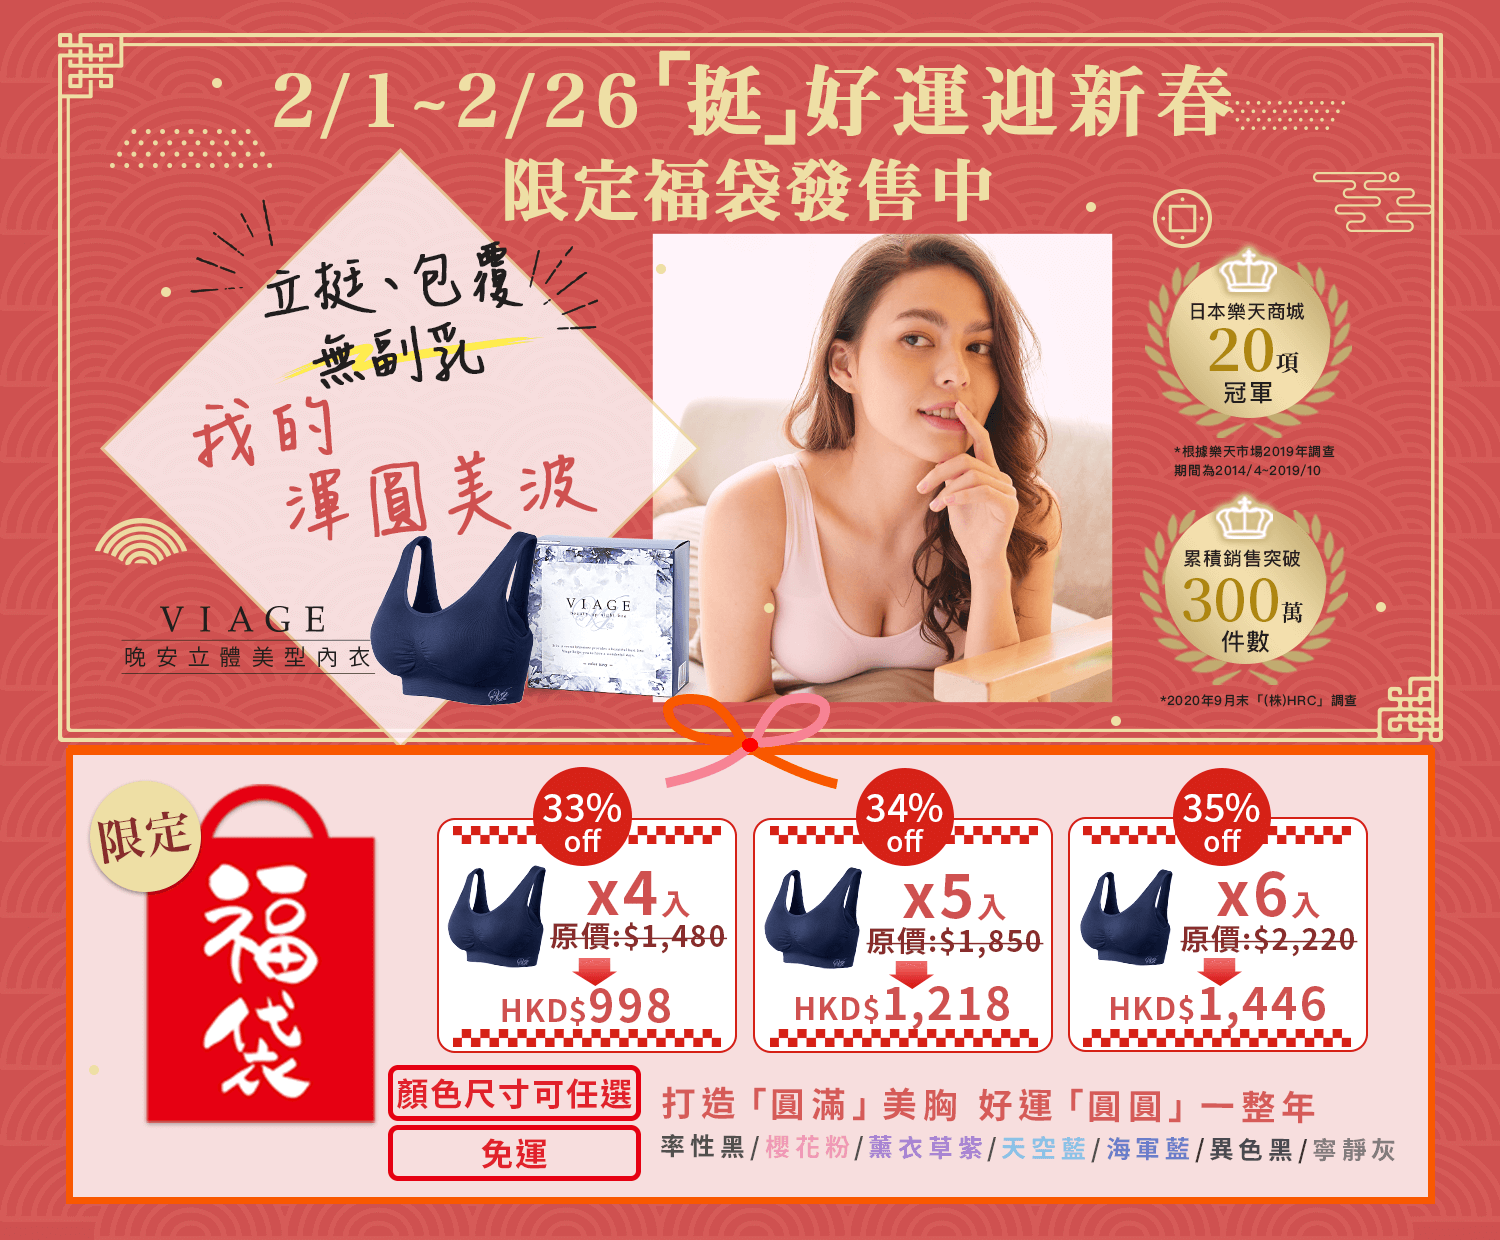 2/1~2/26「挺」好運迎新春
限定福袋發售中
立挺、包覆
無副乳
我的
渾圓美波
VIAGE
晚安立體美型內衣
VIAGE
日本樂天商城
20項
冠軍
*根據樂天市場2019年調查
期間為2014/4~2019/10
累積銷售突破
300萬
件數
*2020年9月末「(株)HRC」調查
限定
福袋
33%
off
x4入
原價:$1,480
HKD$998
34%
off
x5入
原價:$1,850
HKD$1,218
35%
off
x6入
原價:$2,220
HKD$1,446
顏色尺寸可任選
免運
打造「圓滿」美胸 好運「圓圓」一整年
率性黑/櫻花粉/薰衣草紫/天空藍/海軍藍/異色黑/寧靜灰